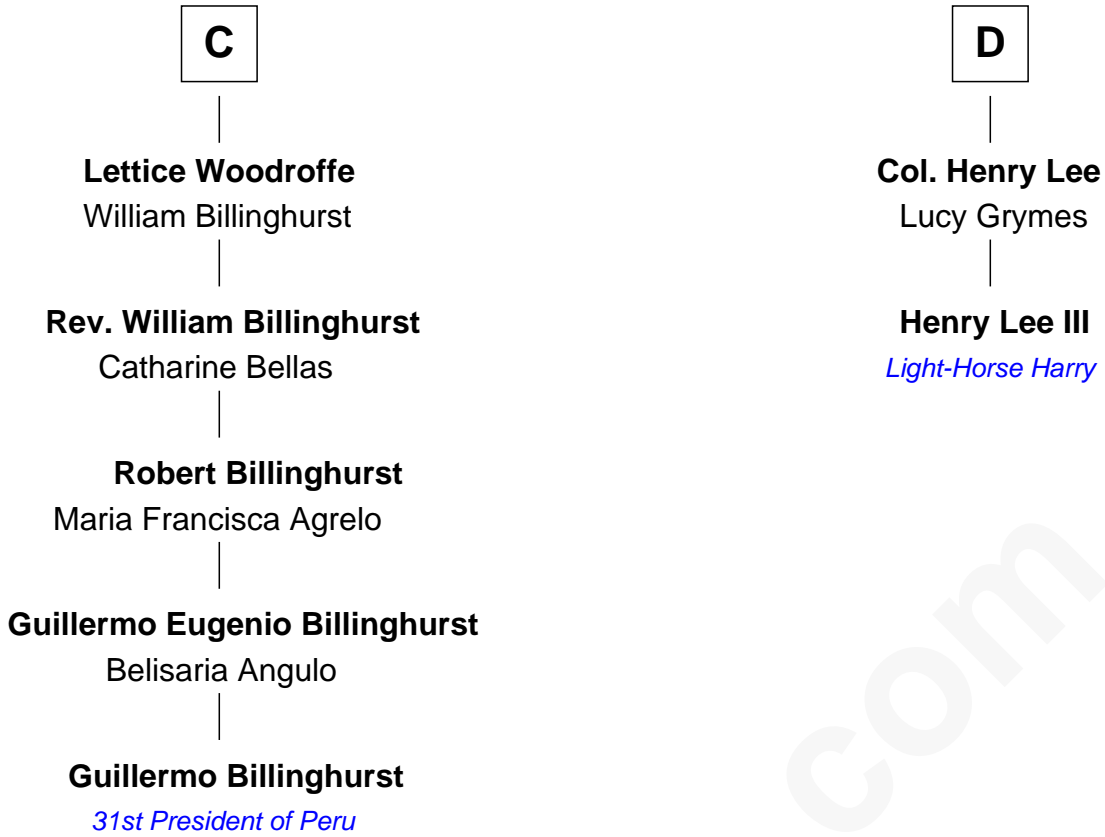 C
Lettice Woodroffe
William Billinghurst
Rev. William Billinghurst
Catharine Bellas
Robert Billinghurst
Maria Francisca Agrelo
Guillermo Eugenio Billinghurst
Belisaria Angulo
Guillermo Billinghurst
31st President of Peru
D
Col. Henry Lee
Lucy Grymes
Henry Lee III
Light-Horse Harry
com